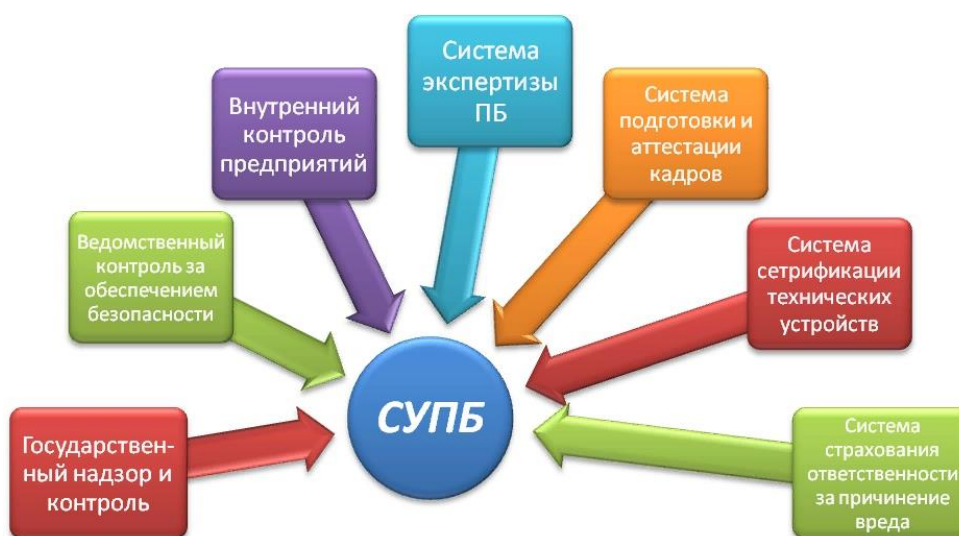 Государствен-
ный надзор и
контроль
Ведомственный
контроль за
обеспечением
безопасности
Внутренний
контроль
предприятий
Система
экспертизы
ПБ
Система
подготовки и
аттестации
кадров
Система
сетрификации
технических
устройств
Система
страхования
ответственности
за причинение
вреда
СУПБ